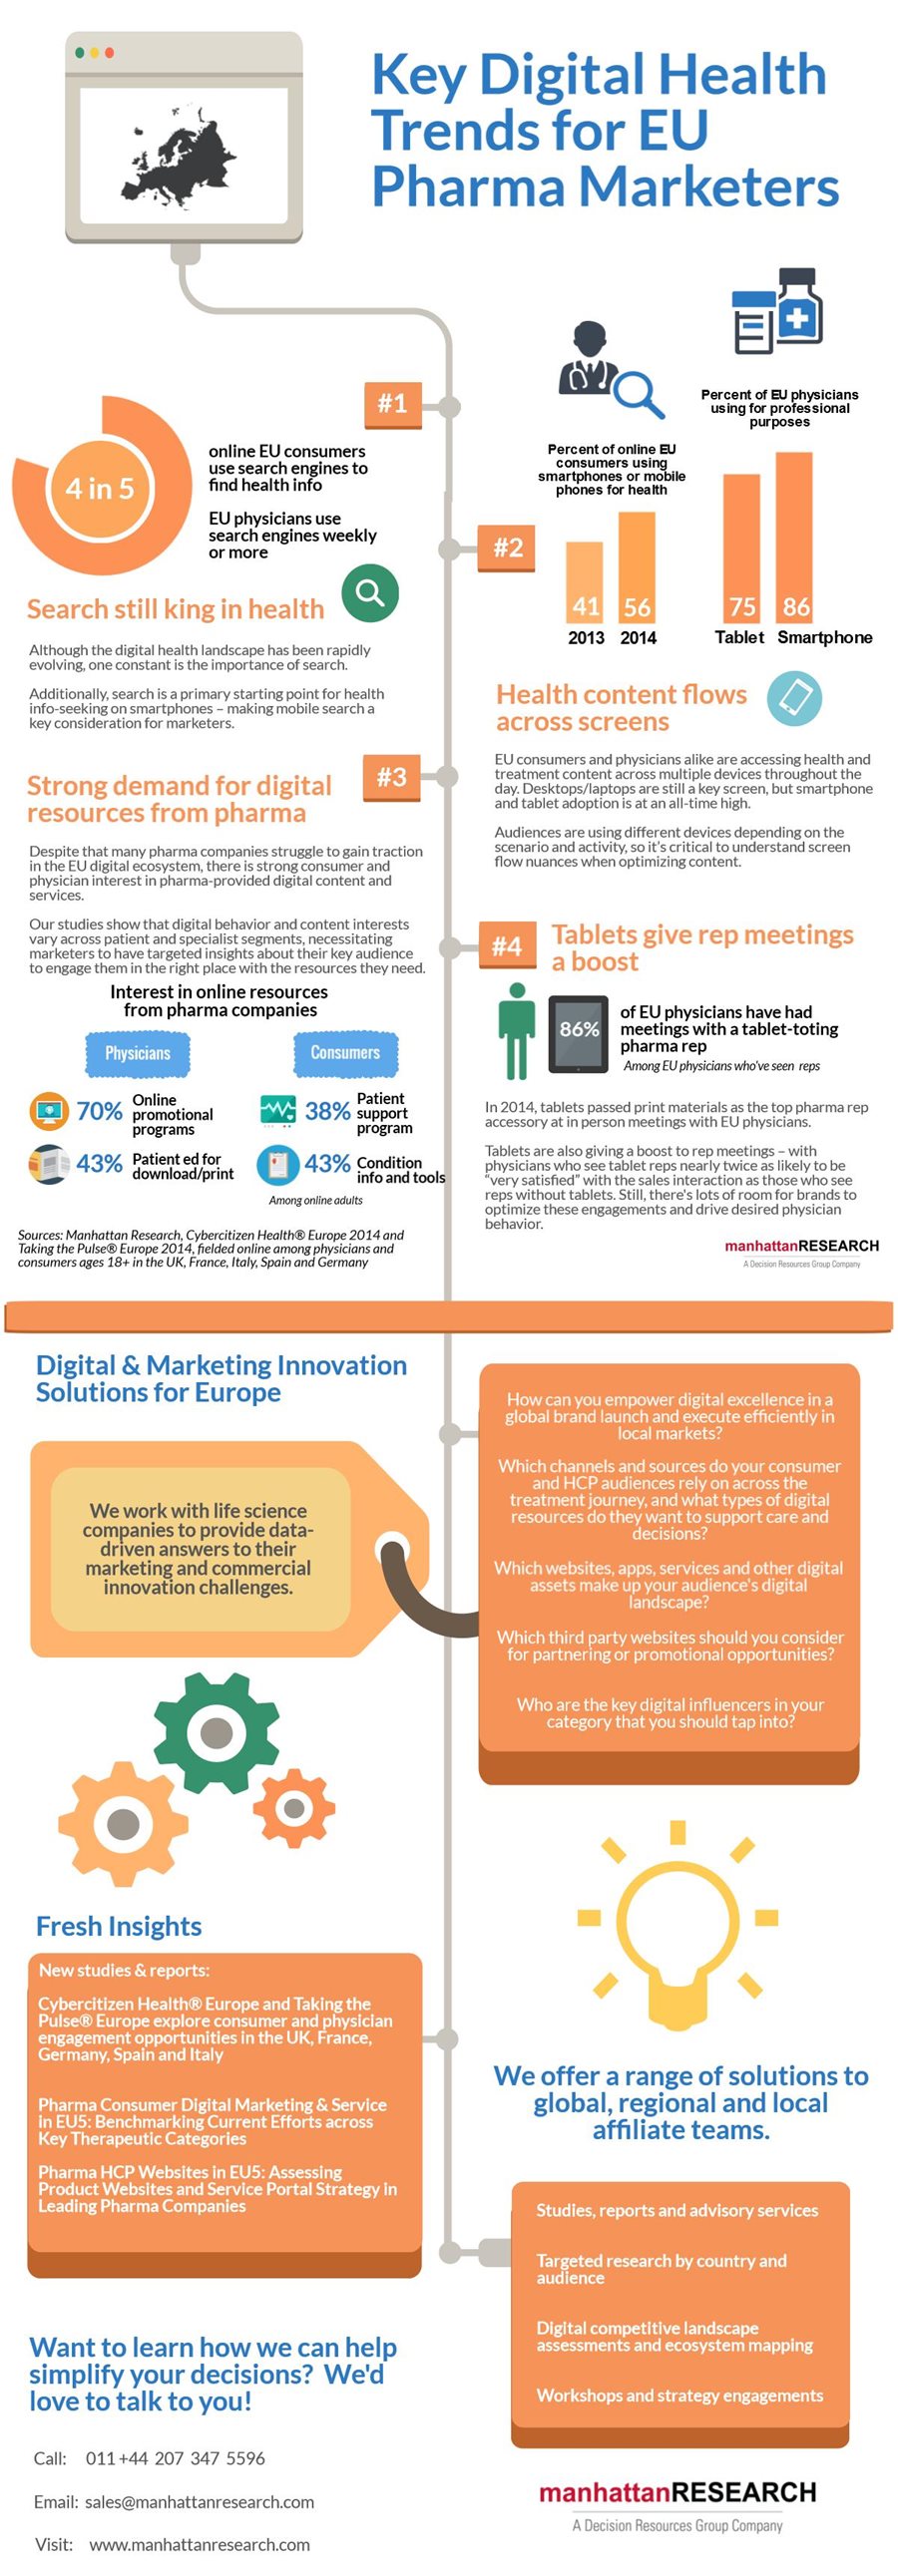 Key Digital Health
Trends for EU
Pharma Marketers
#1
4 in 5
online EU consumers
use search engines to
find health info
EU physicians use
search engines weekly
or more
Search still king in health
Although the digital health landscape has been rapidly
evolving, one constant is the importance of search.
Additionally, search is a primary starting point for health
info-seeking on smartphones – making mobile search a
key consideration for marketers.
#2
Percent of online EU
consumers using
smartphones or mobile
phones for health
41
56
2013
2014
Percent of EU physicians
using for professional
purposes
75
86
Tablet
Smartphone
Health content flows
across screens
EU consumers and physicians alike are accessing health and
treatment content across multiple devices throughout the
day. Desktops/laptops are still a key screen, but smartphone
and tablet adoption is at an all-time high.
Audiences are using different devices depending on the
scenario and activity, so it's critical to understand screen
flow nuances when optimizing content.
#3
Strong demand for digital
resources from pharma
Despite that many pharma companies struggle to gain traction
in the EU digital ecosystem, there is strong consumer and
physician interest in pharma-provided digital content and
services.
Our studies show that digital behavior and content interests
vary across patient and specialist segments, necessitating
marketers to have targeted insights about their key audience
to engage them in the right place with the resources they need.
Interest in online resources
from pharma companies
Physicians
70%
Online
promotional
programs
43%
Patient ed for
download/print
Consumers
38%
Patient
support
program
43%
Condition
info and tools
Among online adults
Sources: Manhattan Research, Cybercitizen Health® Europe 2014 and
Taking the Pulse® Europe 2014, fielded online among physicians and
consumers ages 18+ in the UK, France, Italy, Spain and Germany
#4
Tablets give rep meetings
a boost
86%
of EU physicians have had
meetings with a tablet-toting
pharma rep
Among EU physicians who've seen reps
In 2014, tablets passed print materials as the top pharma rep
accessory at in person meetings with EU physicians.
Tablets are also giving a boost to rep meetings – with
physicians who see tablet reps nearly twice as likely to be
“very satisfied” with the sales interaction as those who see
reps without tablets. Still, there's lots of room for brands to
optimize these engagements and drive desired physician
behavior.
manhattanRESEARCH
A Decision Resources Group Company
Digital & Marketing Innovation
Solutions for Europe
We work with life science
companies to provide data-
driven answers to their
marketing and commercial
innovation challenges.
How can you empower digital excellence in a
global brand launch and execute efficiently in
local markets?
Which channels and sources do your consumer
and HCP audiences rely on across the
treatment journey, and what types of digital
resources do they want to support care and
decisions?
Which websites, apps, services and other digital
assets make up your audience's digital
landscape?
Which third party websites should you consider
for partnering or promotional opportunities?
Who are the key digital influencers in your
category that you should tap into?
Fresh Insights
New studies & reports:
Cybercitizen Health® Europe and Taking the
Pulse® Europe explore consumer and physician
engagement opportunities in the UK, France,
Germany, Spain and Italy
Pharma Consumer Digital Marketing & Service
in EU5: Benchmarking Current Efforts across
Key Therapeutic Categories
Pharma HCP Websites in EU5: Assessing
Product Websites and Service Portal Strategy in
Leading Pharma Companies
We offer a range of solutions to
global, regional and local
affiliate teams.
Studies, reports and advisory services
Targeted research by country and
audience
Digital competitive landscape
assessments and ecosystem mapping
Workshops and strategy engagements
Want to learn how we can help
simplify your decisions? We'd
love to talk to you!
Call: 011 +44 207 347 5596
Email: sales@manhattanresearch.com
Visit: www.manhattanresearch.com
manhattanRESEARCH
A Decision Resources Group Company